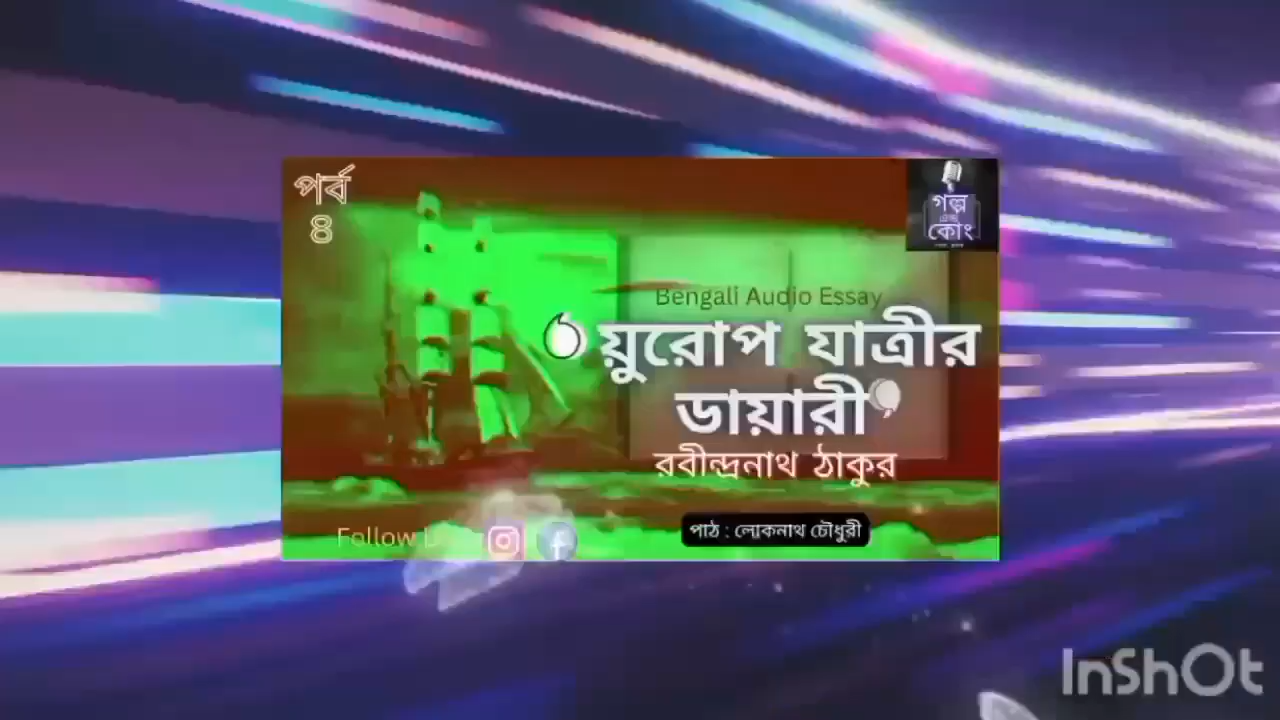 পর্ব
৪
গল্প
কোং
Bengali Audio Essay
'য়ুরোপ যাত্রীর
ডায়ারী'
রবীন্দ্রনাথ ঠাকুর
Follow
পাঠ : লোকনাথ চৌধুরী
InShOt